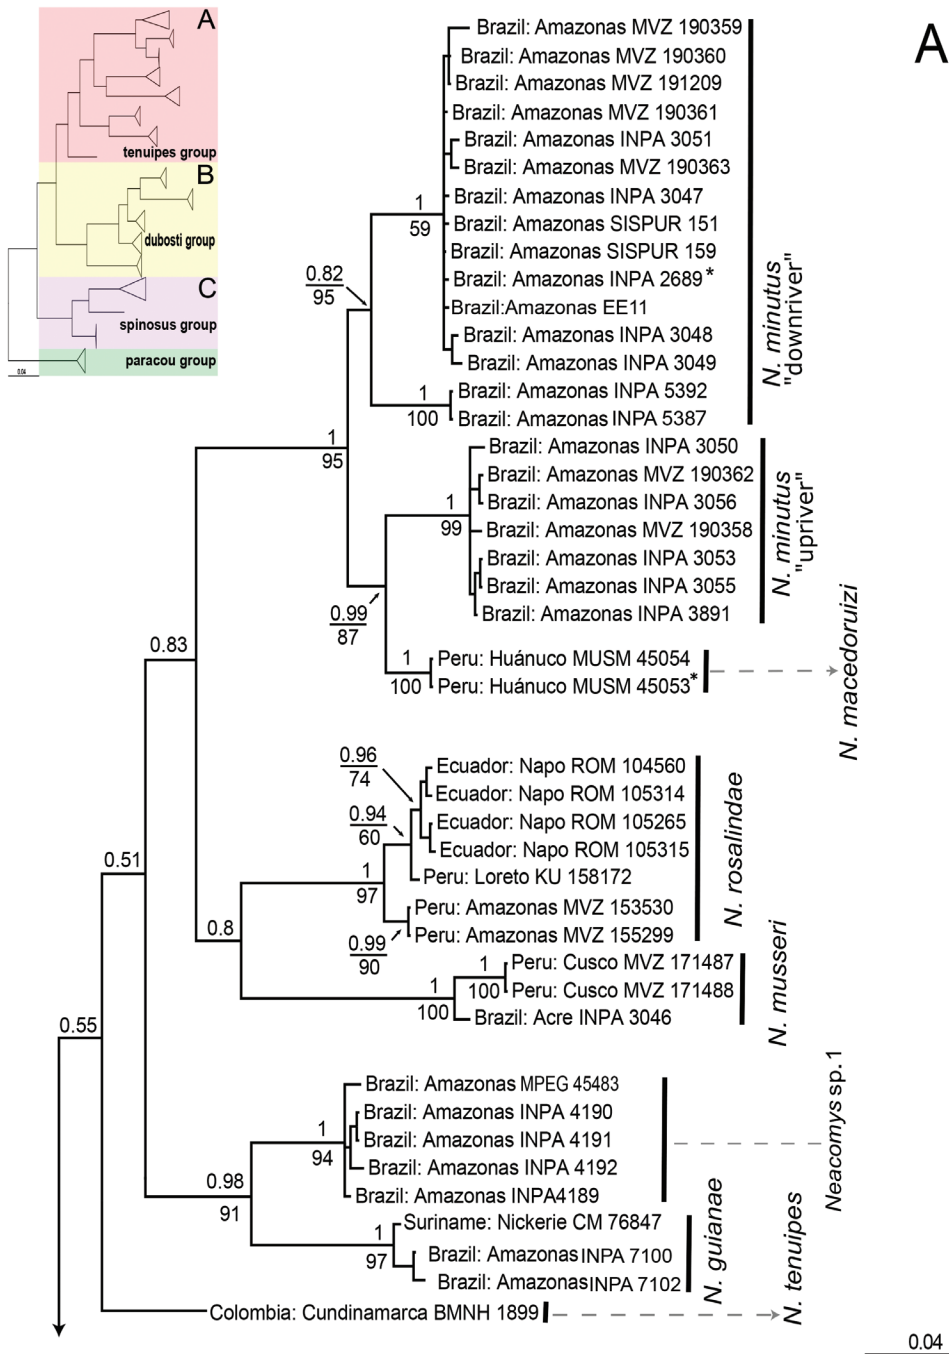 A
tenuipes group
B
dubosti group
C
spinosus group
paracou group
0.04
A
Brazil: Amazonas MVZ 190359
Brazil: Amazonas MVZ 190360
Brazil: Amazonas MVZ 191209
Brazil: Amazonas MVZ 190361
Brazil: Amazonas INPA 3051
Brazil: Amazonas MVZ 190363
Brazil: Amazonas INPA 3047
Brazil: Amazonas SISPUR 151
Brazil: Amazonas SISPUR 159
Brazil: Amazonas INPA 2689*
Brazil:Amazonas EE11
Brazil: Amazonas INPA 3048
Brazil: Amazonas INPA 3049
Brazil: Amazonas INPA 5392
Brazil: Amazonas INPA 5387
N. minutus
"downriver"
1
59
0.82
95
1
100
1
95
Brazil: Amazonas INPA 3050
Brazil: Amazonas MVZ 190362
Brazil: Amazonas INPA 3056
Brazil: Amazonas MVZ 190358
Brazil: Amazonas INPA 3053
Brazil: Amazonas INPA 3055
Brazil: Amazonas INPA 3891
N. minutus
"upriver"
1
99
0.99
87
Peru: Huánuco MUSM 45054
Peru: Huánuco MUSM 45053*
1
100
N. macedoruizi
0.83
Ecuador: Napo ROM 104560
Ecuador: Napo ROM 105314
Ecuador: Napo ROM 105265
Ecuador: Napo ROM 105315
Peru: Loreto KU 158172
Peru: Amazonas MVZ 153530
Peru: Amazonas MVZ 155299
N. rosalindae
0.96
74
0.94
60
1
97
0.99
90
0.51
0.8
Peru: Cusco MVZ 171487
Peru: Cusco MVZ 171488
Brazil: Acre INPA 3046
N. musseri
1
100
1
100
0.55
Brazil: Amazonas MPEG 45483
Brazil: Amazonas INPA 4190
Brazil: Amazonas INPA 4191
Brazil: Amazonas INPA 4192
Brazil: Amazonas INPA4189
Neacomys sp.1
1
94
0.98
91
Suriname: Nickerie CM 76847
Brazil: Amazonas INPA 7100
Brazil: Amazonas INPA 7102
N. guianae
1
97
Colombia: Cundinamarca BMNH 1899
N. tenuipes
0.04